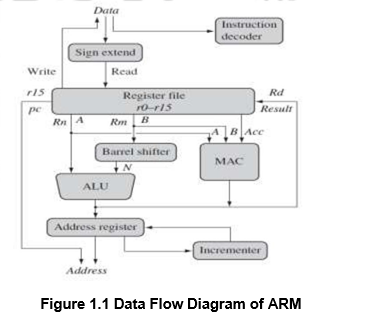 Data
Instruction
decoder
Sign extend
Write
Read
r15
Register file
Rd
pc
r0–r15
Result
Rn
A
Rm
B
A
B
Acc
Barrel shifter
MAC
N
ALU
Address register
Incrementer
Address
Figure 1.1 Data Flow Diagram of ARM